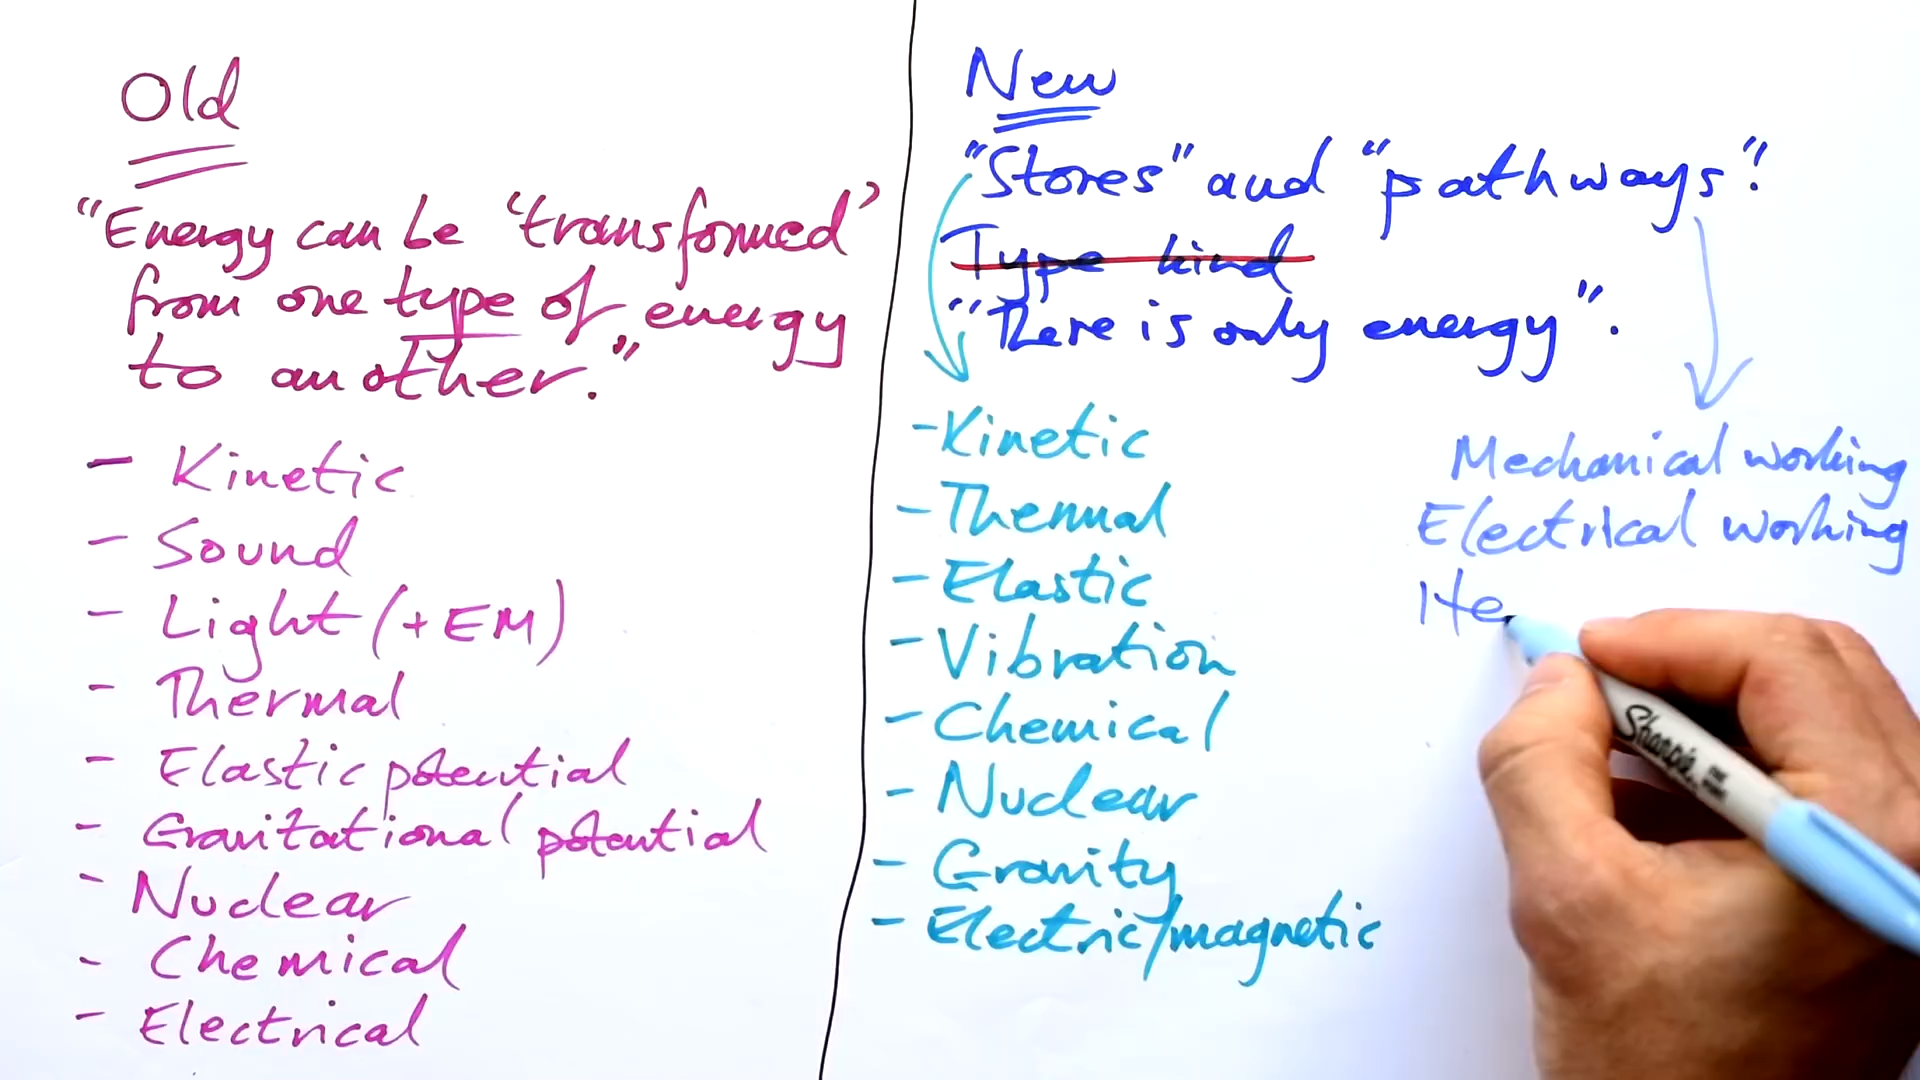 Old
"Energy can be 'transformed'
from one type of energy
to another."
- Kinetic
- Sound
- Light (+ EM)
- Thermal
- Elastic potential
- Gravitational potential
- Nuclear
- Chemical
- Electrical
New
"Stores" and "pathways"!
Type kind
"There is only energy".
- Kinetic
- Thermal
- Elastic
- Vibration
- Chemical
- Nuclear
- Gravity
- Electric/magnetic
Mechanical working
Electrical working
He
Sharpie